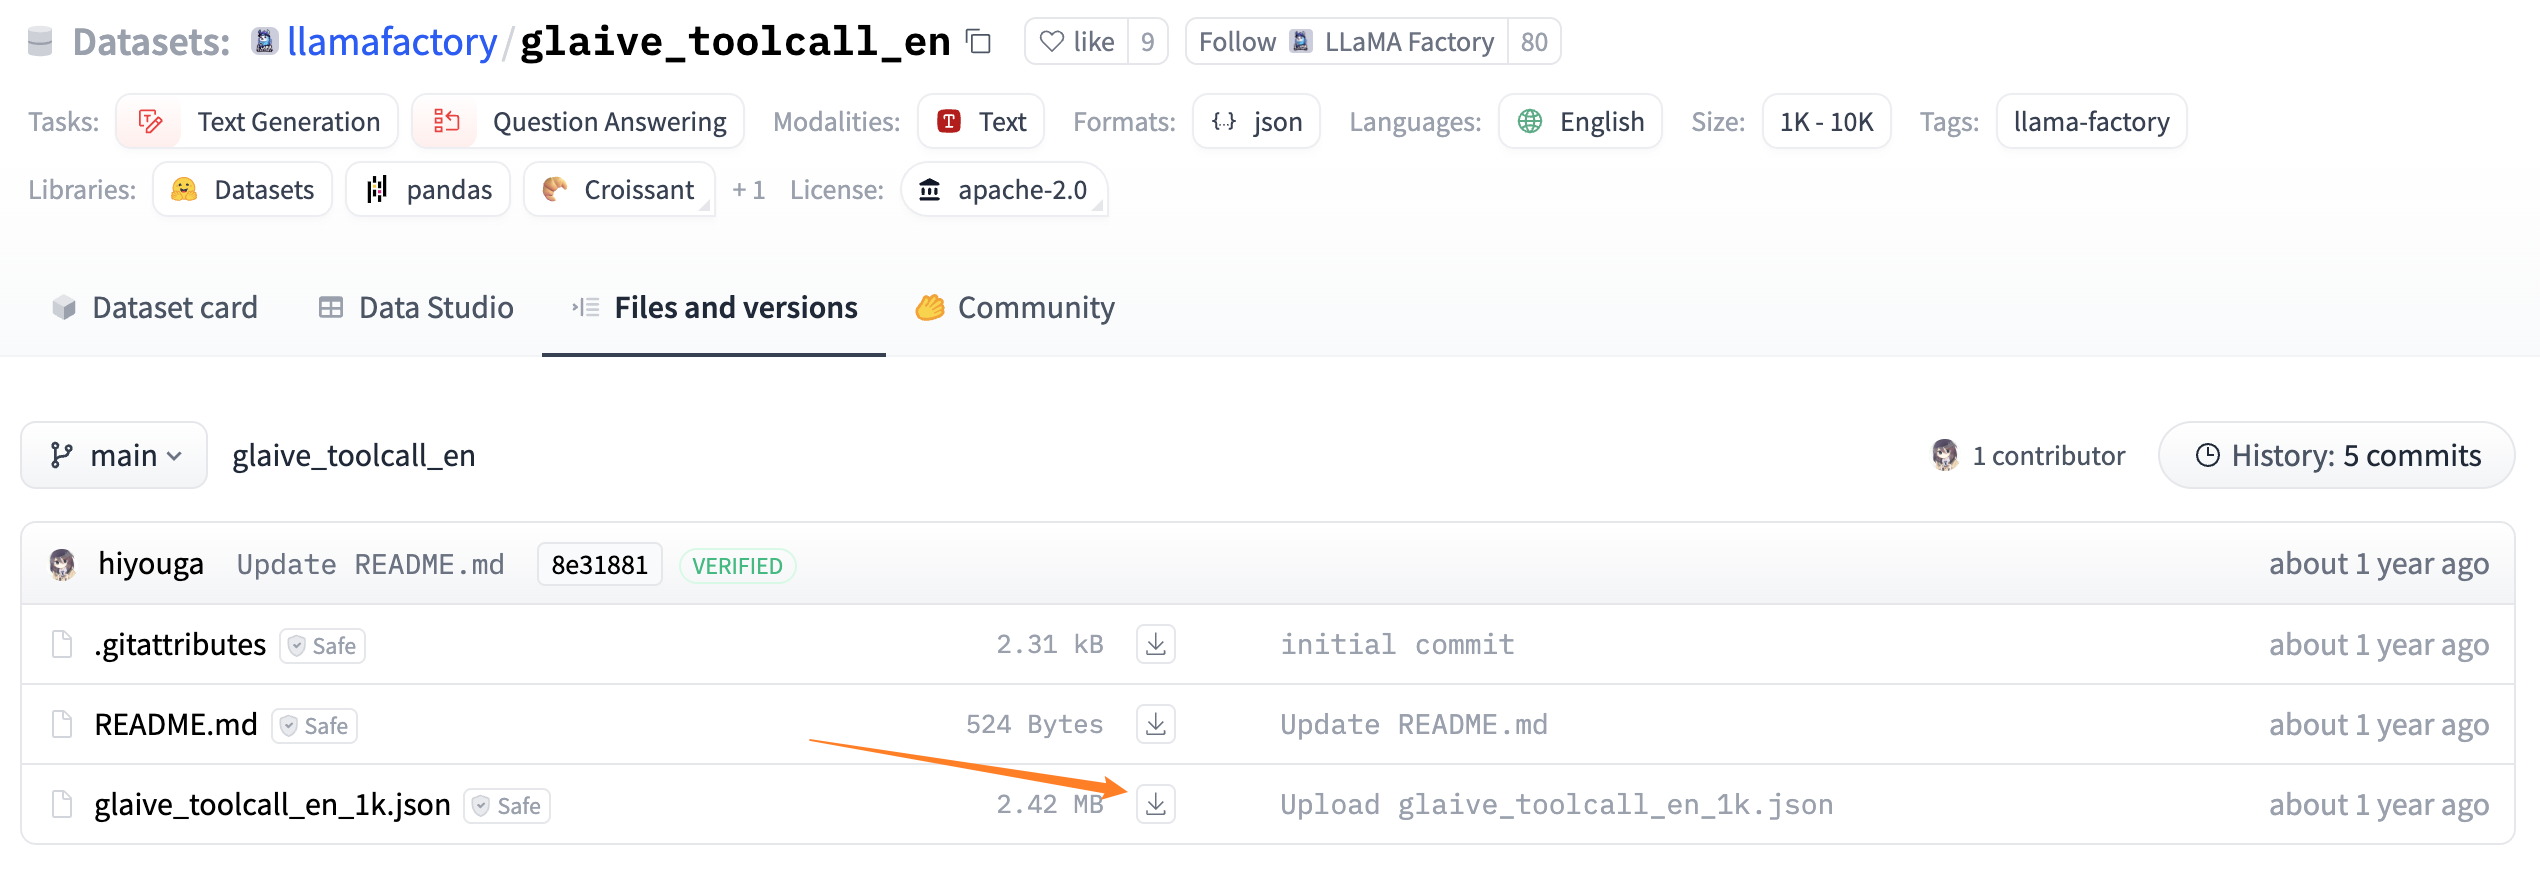 Datasets: llamafactory/glaive_toolcall_en like 9 Follow LLaMA Factory 80
Tasks: Text Generation Question Answering Modalities: Text Formats: json Languages: English Size: 1K - 10K Tags: llama-factory
Libraries: Datasets pandas Croissant + 1 License: apache-2.0
Dataset card Data Studio Files and versions Community
main glaive_toolcall_en 1 contributor History: 5 commits
hiyouga Update README.md 8e31881 VERIFIED about 1 year ago
.gitattributes Safe 2.31 kB initial commit about 1 year ago
README.md Safe 524 Bytes Update README.md about 1 year ago
glaive_toolcall_en_1k.json Safe 2.42 MB Upload glaive_toolcall_en_1k.json about 1 year ago